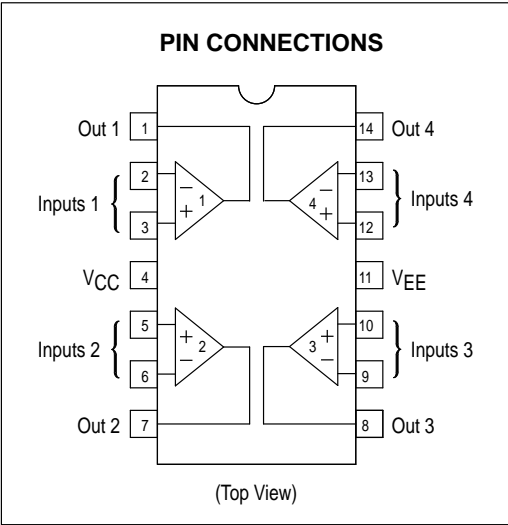 PIN CONNECTIONS
Out 1 1 14 Out 4
2 13
Inputs 1 − + 1 4 − + Inputs 4
3 12
VCC 4 11 VEE
5 10
Inputs 2 + − 2 3 + − Inputs 3
6 9
Out 2 7 8 Out 3
(Top View)